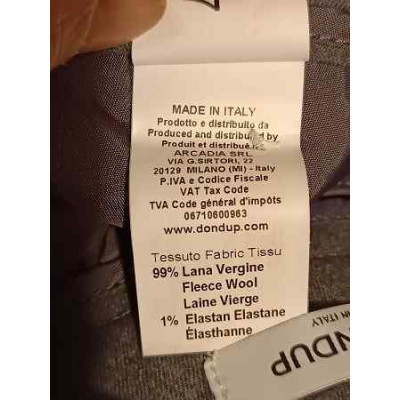 MADE IN ITALY
Prodotto e distribuito da
Produced and distributed by
Produit et distribué
ARCADIA SRL
VIA G.SIRTORI, 22
20129 MILANO (MI) - Italy
P.IVA e Codice Fiscale
VAT Tax Code
TVA Code général d'impôts
06710600963
www.dondup.com
Tessuto Fabric Tissu
99% Lana Vergine
Fleece Wool
Laine Vierge
1% Elastan Elastane
Élasthanne
NDUP
IN ITALY